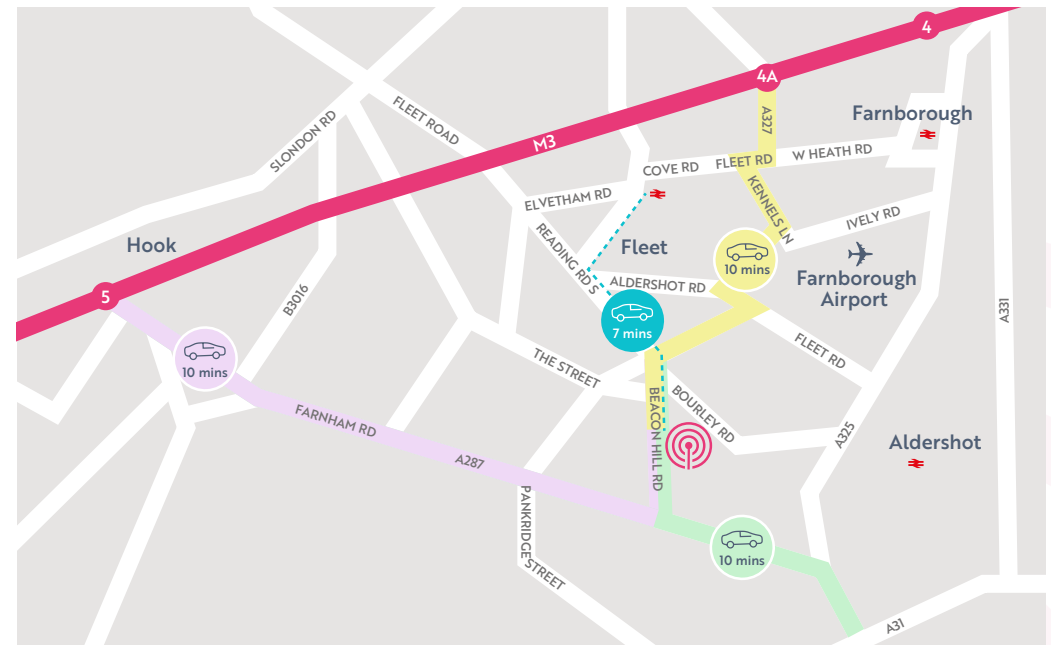 4
4A
FLEET ROAD
A327
Farnborough
SLONDON RD
M3
COVE RD
FLEET RD
W HEATH RD
ELVETHAM RD
KENNELS LN
IVELY RD
Hook
READING RD S
Fleet
10 mins
Farnborough
Airport
ALDERSHOT RD
5
B3016
A331
7 mins
10 mins
THE STREET
FLEET RD
BEACON HILL RD
BOURLEY RD
FARNHAM RD
A325
Aldershot
A287
PANKRIDGE STREET
10 mins
A31